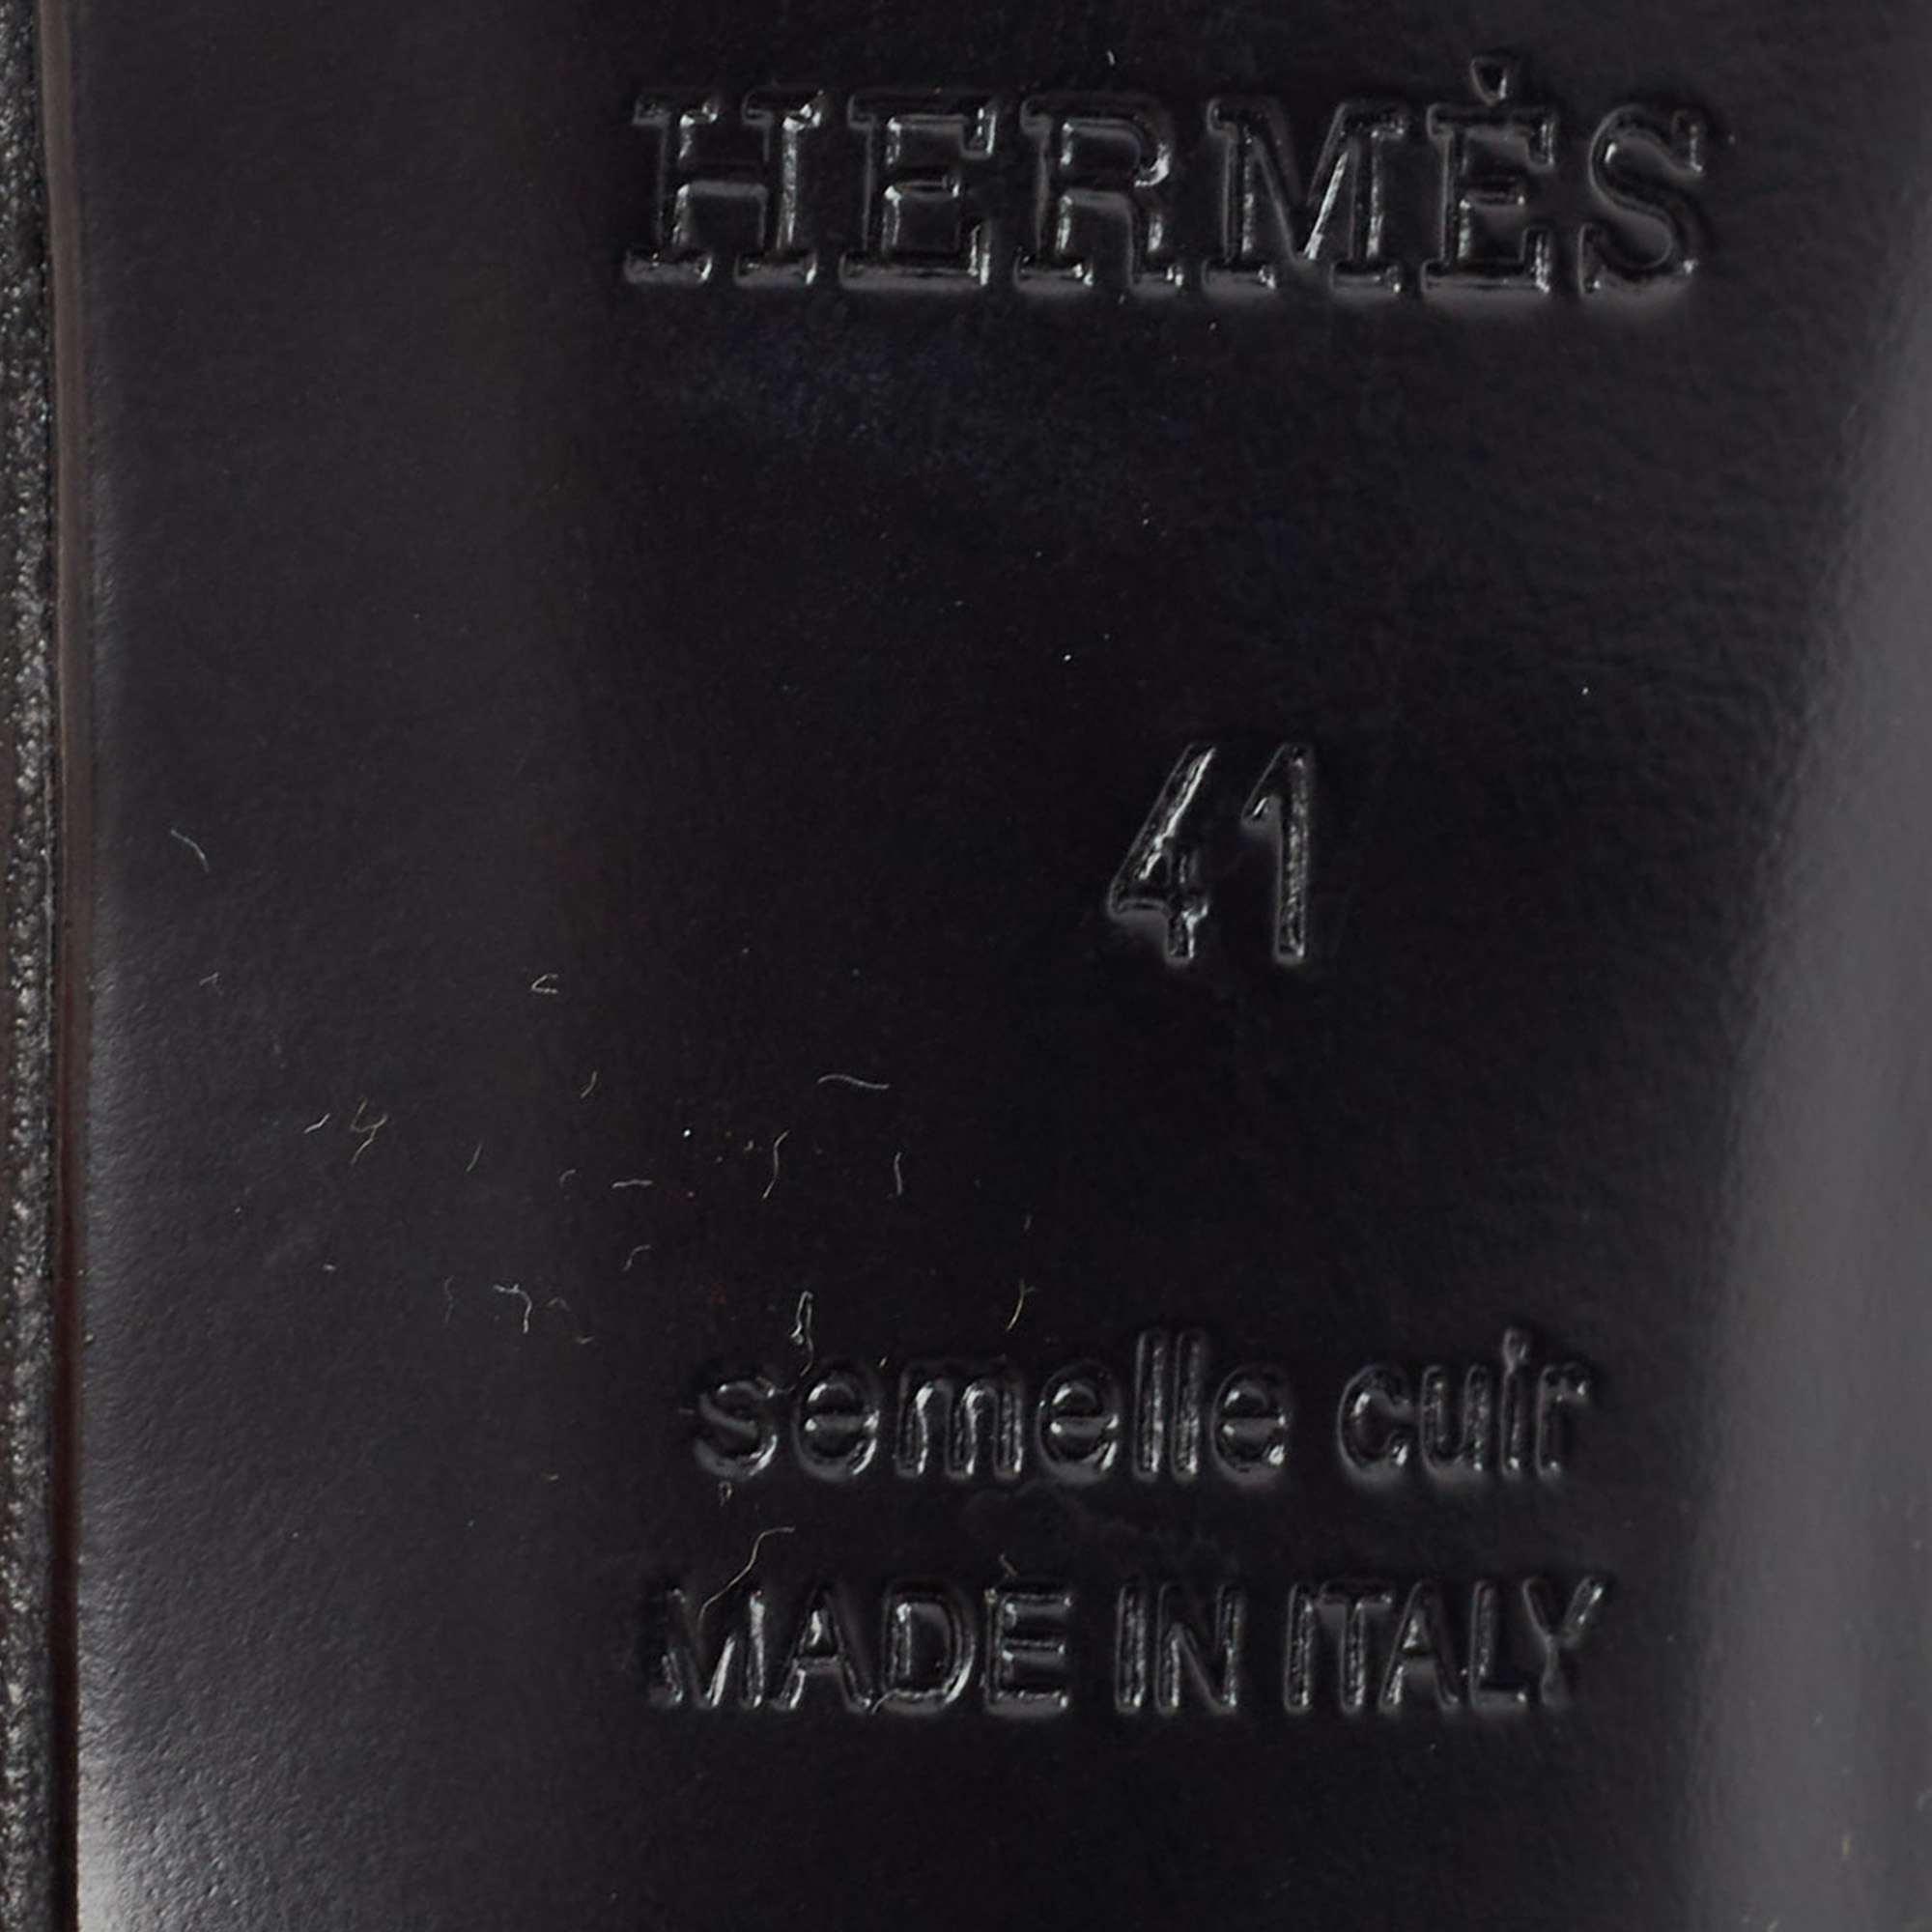 HERMÈS
41
semelle cuir
MADE IN ITALY